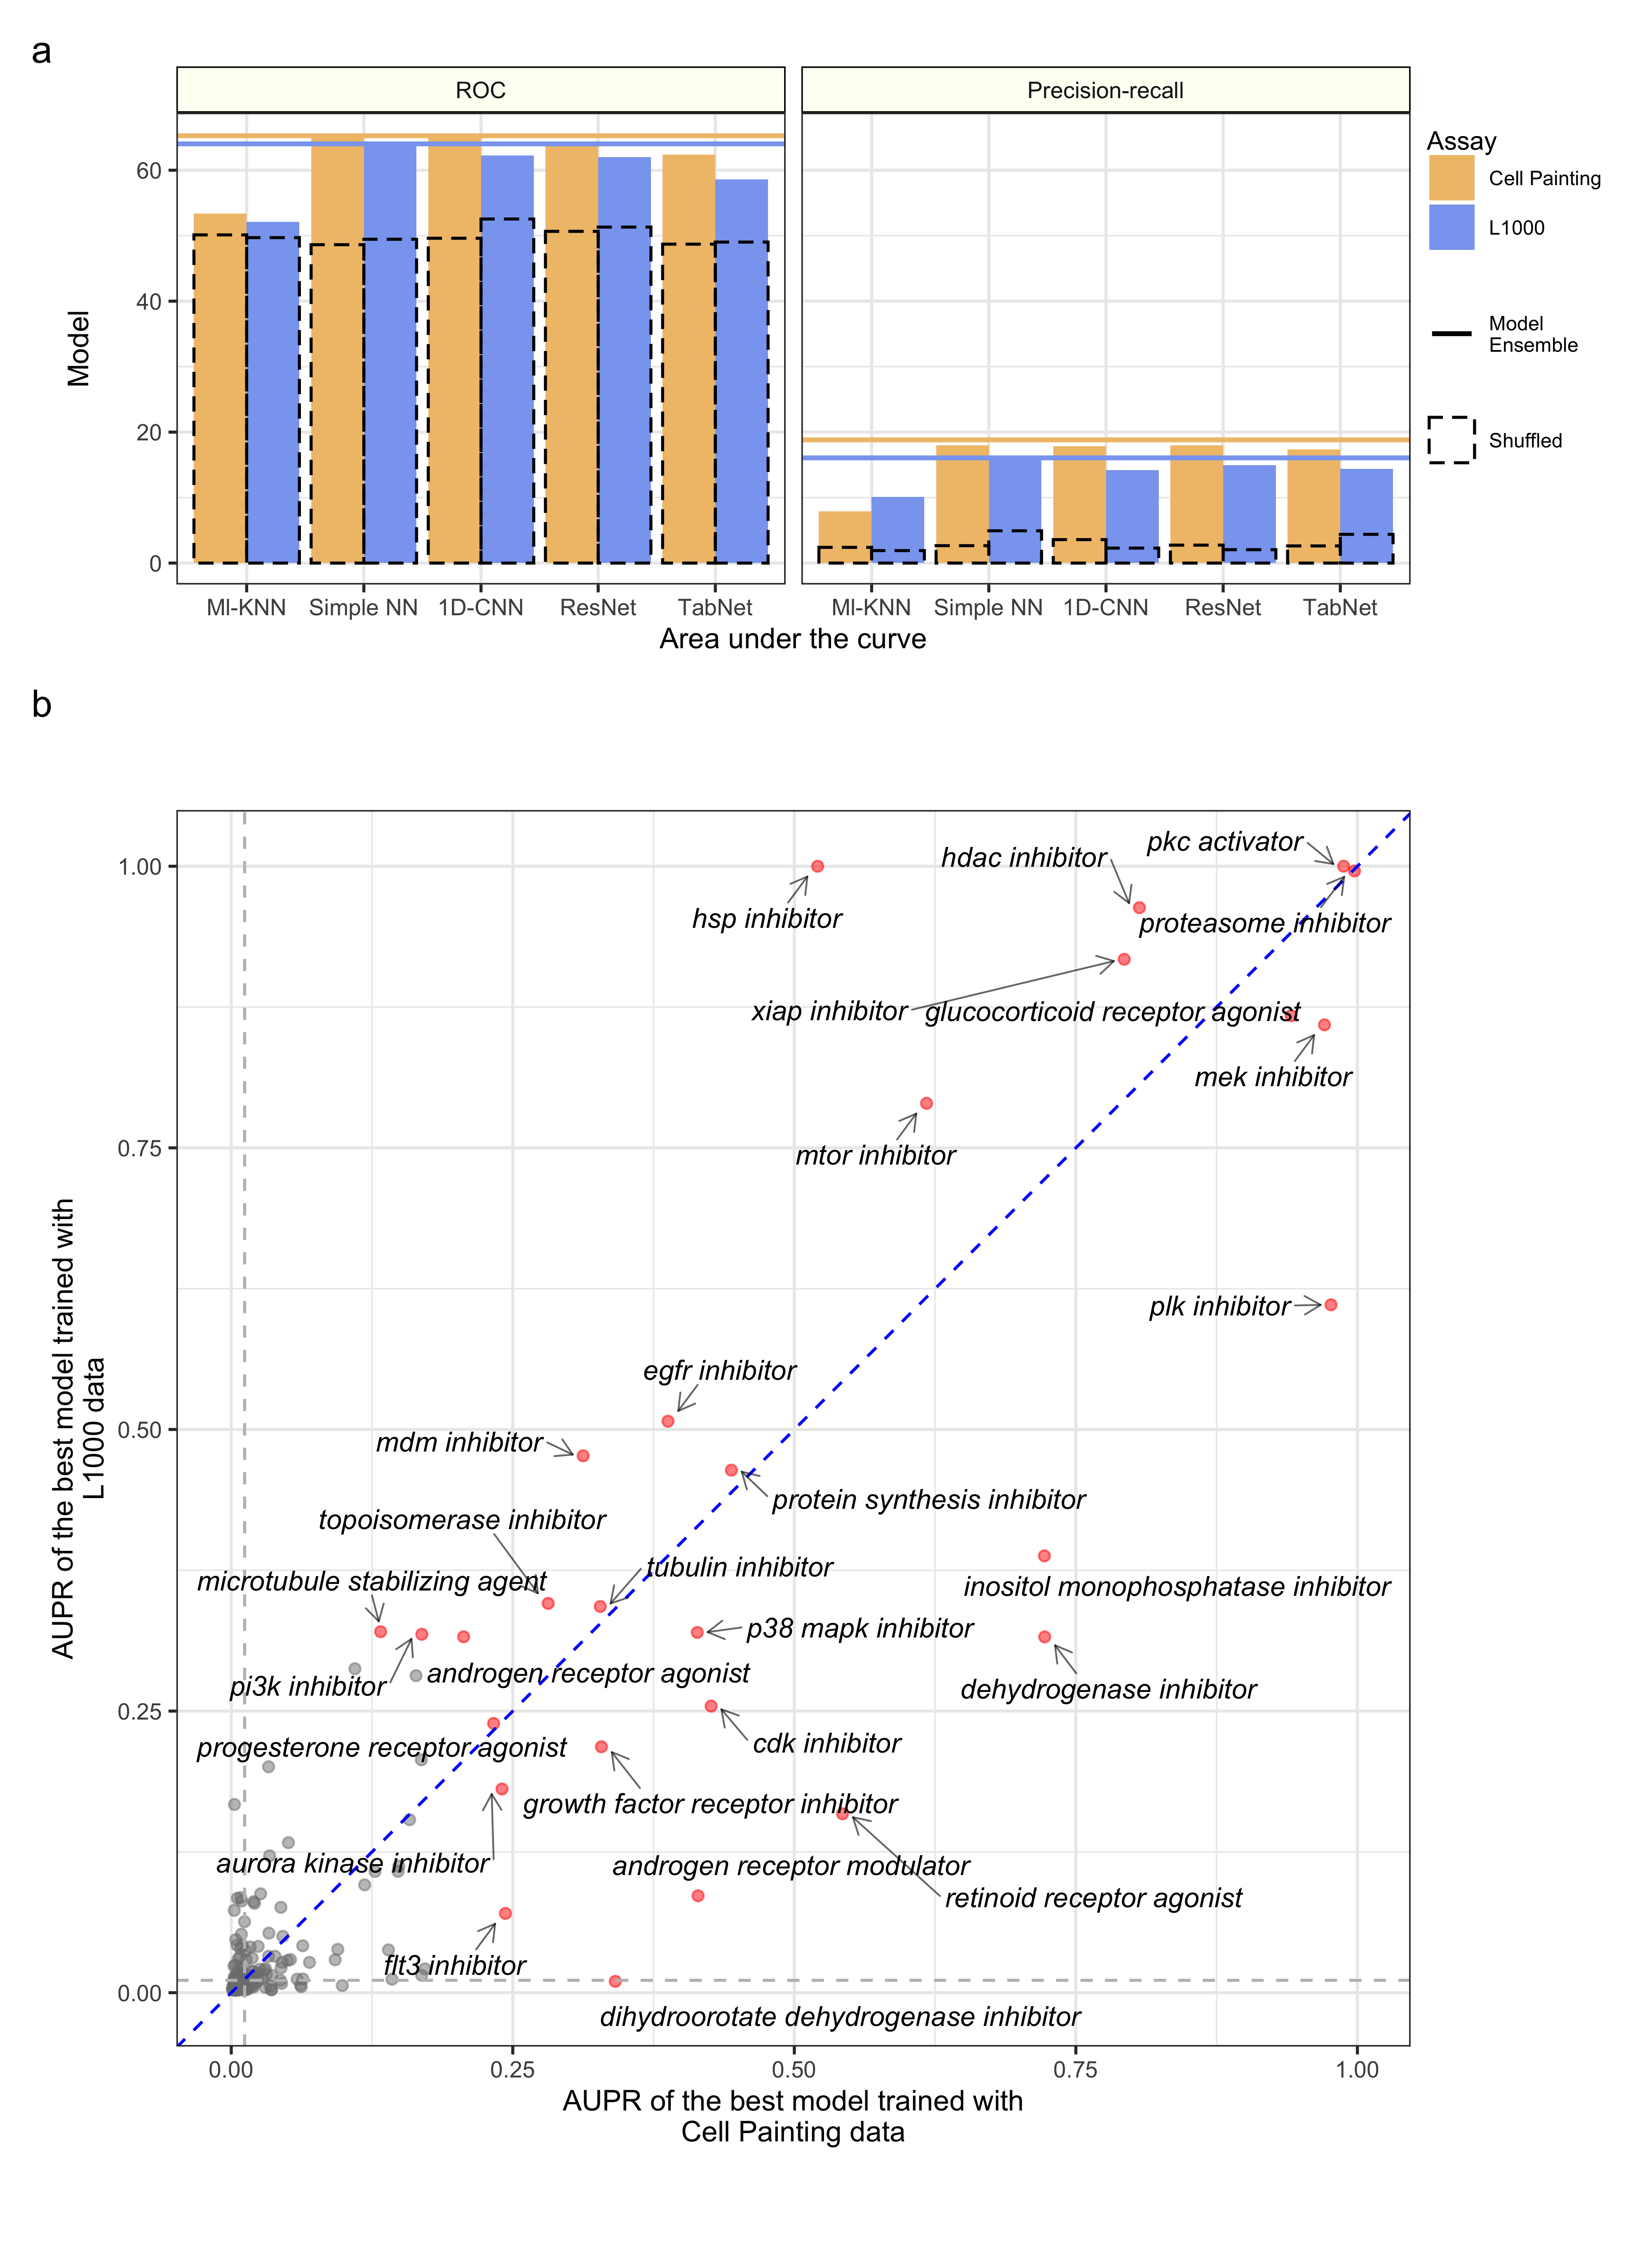 a
ROC
Precision-recall
Model
60
40
20
0
Ml-KNN
Simple NN
1D-CNN
ResNet
TabNet
Ml-KNN
Simple NN
1D-CNN
ResNet
TabNet
Area under the curve
Assay
Cell Painting
L1000
Model
Ensemble
Shuffled
b
AUPR of the best model trained with
L1000 data
1.00
0.75
0.50
0.25
0.00
pkc activator
hdac inhibitor
hsp inhibitor
proteasome inhibitor
xiap inhibitor
glucocorticoid receptor agonist
mek inhibitor
mtor inhibitor
plk inhibitor
egfr inhibitor
mdm inhibitor
protein synthesis inhibitor
topoisomerase inhibitor
tubulin inhibitor
microtubule stabilizing agent
inositol monophosphatase inhibitor
p38 mapk inhibitor
androgen receptor agonist
pi3k inhibitor
dehydrogenase inhibitor
cdk inhibitor
progesterone receptor agonist
growth factor receptor inhibitor
aurora kinase inhibitor
androgen receptor modulator
retinoid receptor agonist
flt3 inhibitor
dihydroorotate dehydrogenase inhibitor
0.00
0.25
0.50
0.75
1.00
AUPR of the best model trained with
Cell Painting data